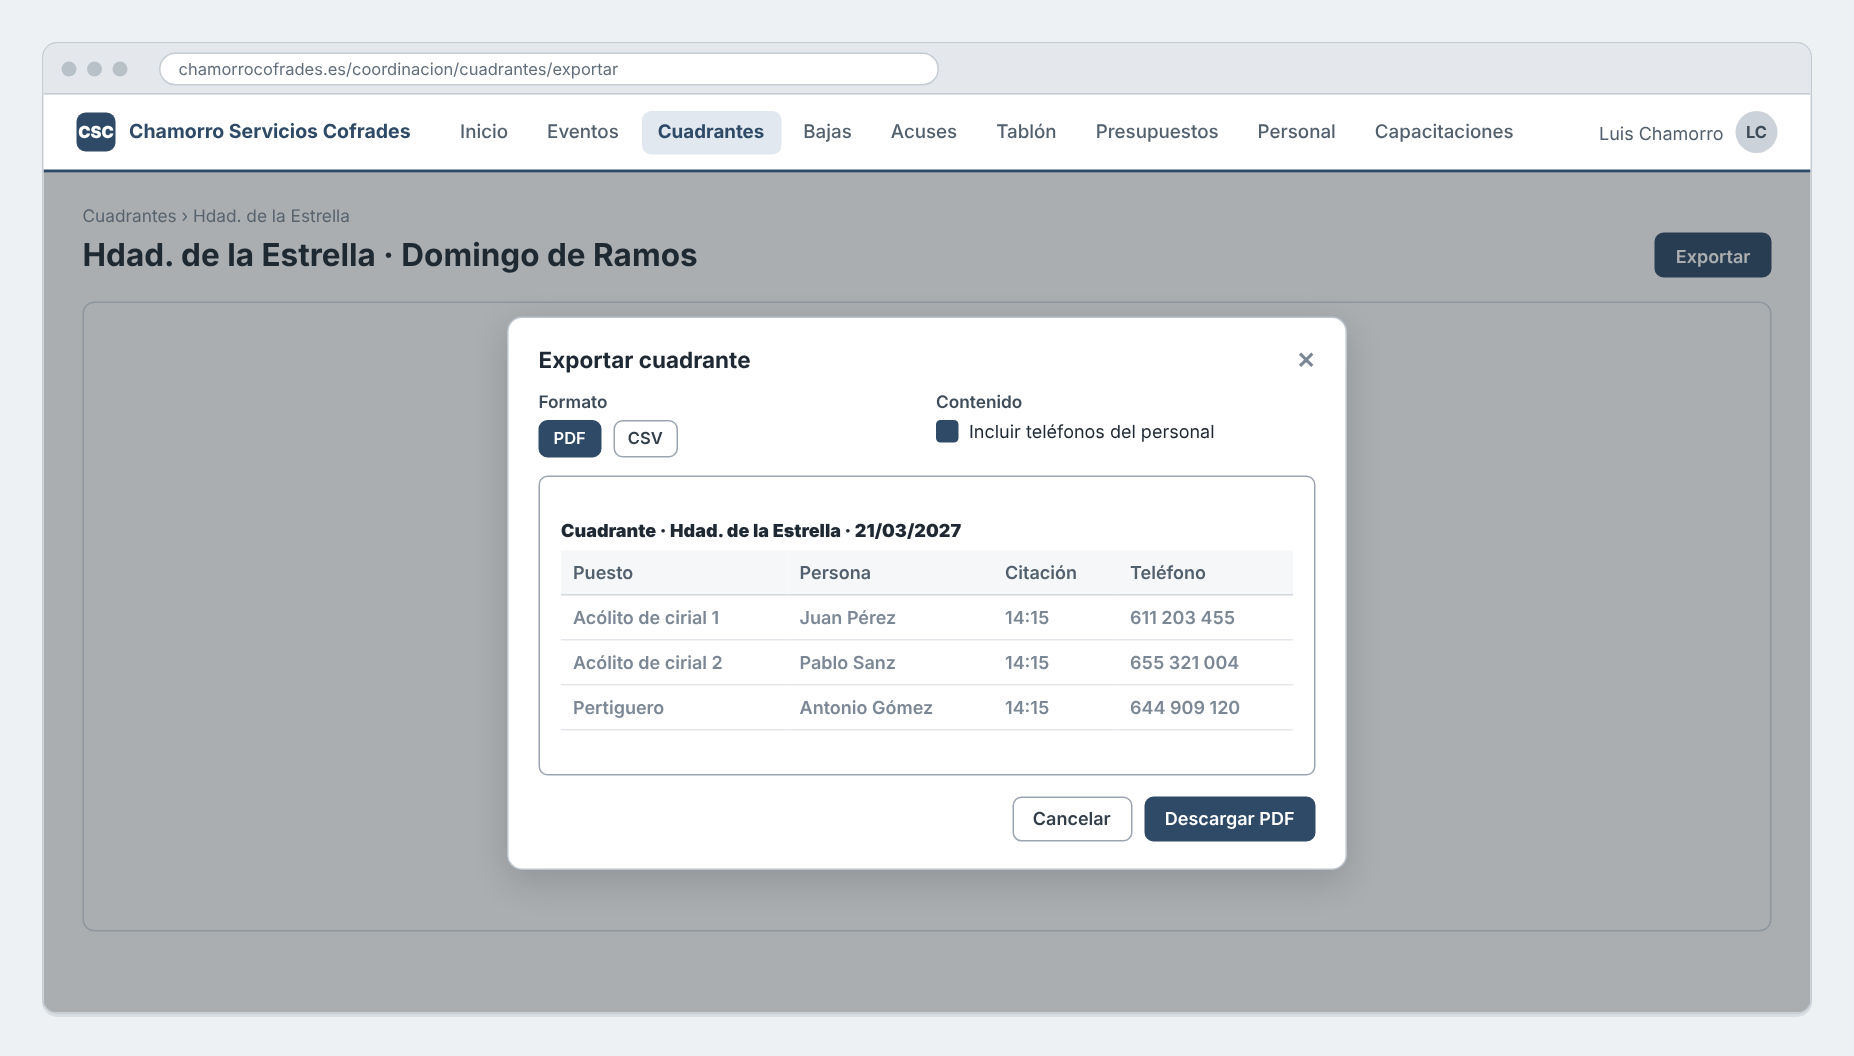 chamorrocofrades.es/coordinacion/cuadrantes/exportar
CSC Chamorro Servicios Cofrades Inicio Eventos Cuadrantes Bajas Acuses Tablón Presupuestos Personal Capacitaciones Luis Chamorro LC
Cuadrantes › Hdad. de la Estrella
Hdad. de la Estrella · Domingo de Ramos
Exportar
Exportar cuadrante ✕
Formato
PDF CSV
Contenido
Incluir teléfonos del personal
Cuadrante · Hdad. de la Estrella · 21/03/2027
Puesto Persona Citación Teléfono
Acólito de cirial 1 Juan Pérez 14:15 611 203 455
Acólito de cirial 2 Pablo Sanz 14:15 655 321 004
Pertiguero Antonio Gómez 14:15 644 909 120
Cancelar Descargar PDF